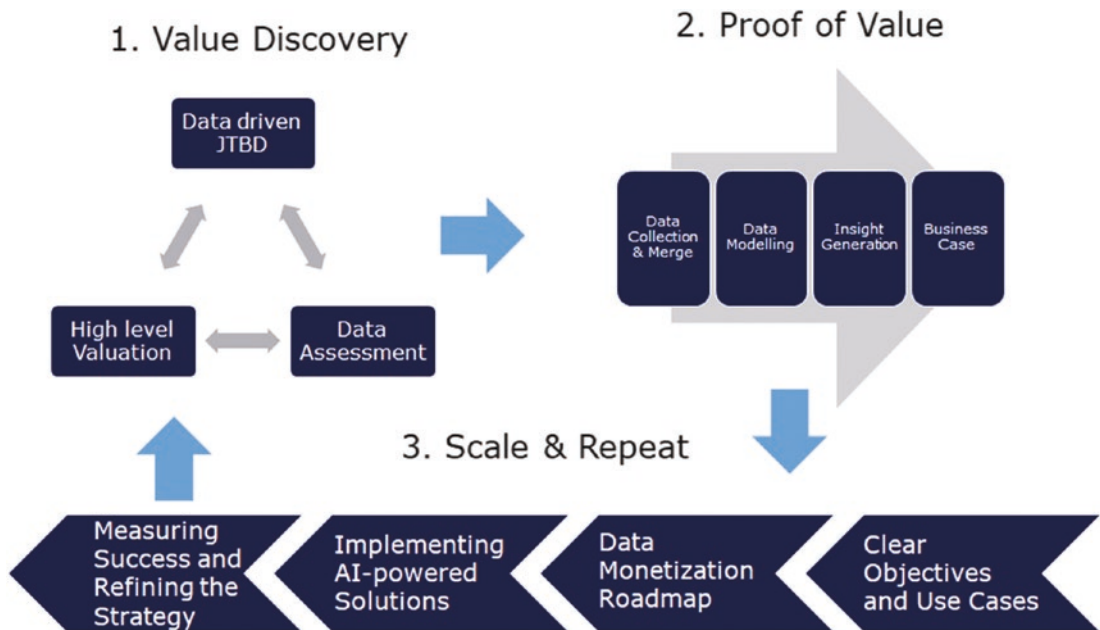 1. Value Discovery
Data driven
JTBD
High level
Valuation
Data
Assessment
2. Proof of Value
Data
Collection
& Merge
Data
Modelling
Insight
Generation
Business
Case
3. Scale & Repeat
Measuring
Success and
Refining the
Strategy
Implementing
AI-powered
Solutions
Data
Monetization
Roadmap
Clear
Objectives
and Use Cases